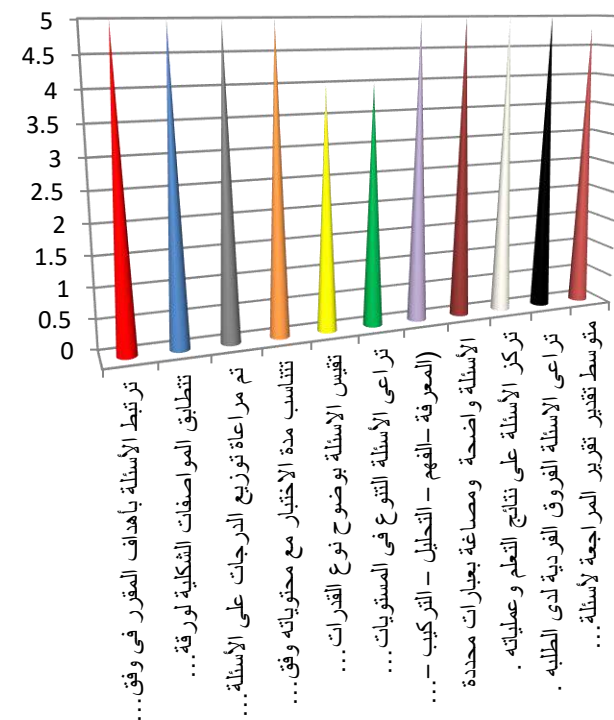 5
4.5
4
3.5
3
2.5
2
1.5
1
0.5
0
ترتبط الأسئلة بأهداف المقرر فى وفق...
تتطابق المواصفات الشكلية لورقة...
تم مراعاة توزيع الدرجات على الأسئلة...
تتناسب مدة الاختبار مع محتوياته وفق...
تقيس الاسئلة بوضوح نوع القدرات...
تراعى الأسئلة التنوع فى المستويات...
(المعرفة –الفهم – التحليل – التركيب –...
الأسئلة واضحة ومصاغة بعبارات محددة
تركز الأسئلة على نتائج التعلم وعملياته .
تراعى الاسئلة الفروق الفردية لدى الطلبه .
متوسط تقدير تقرير المراجعة لأسئلة...